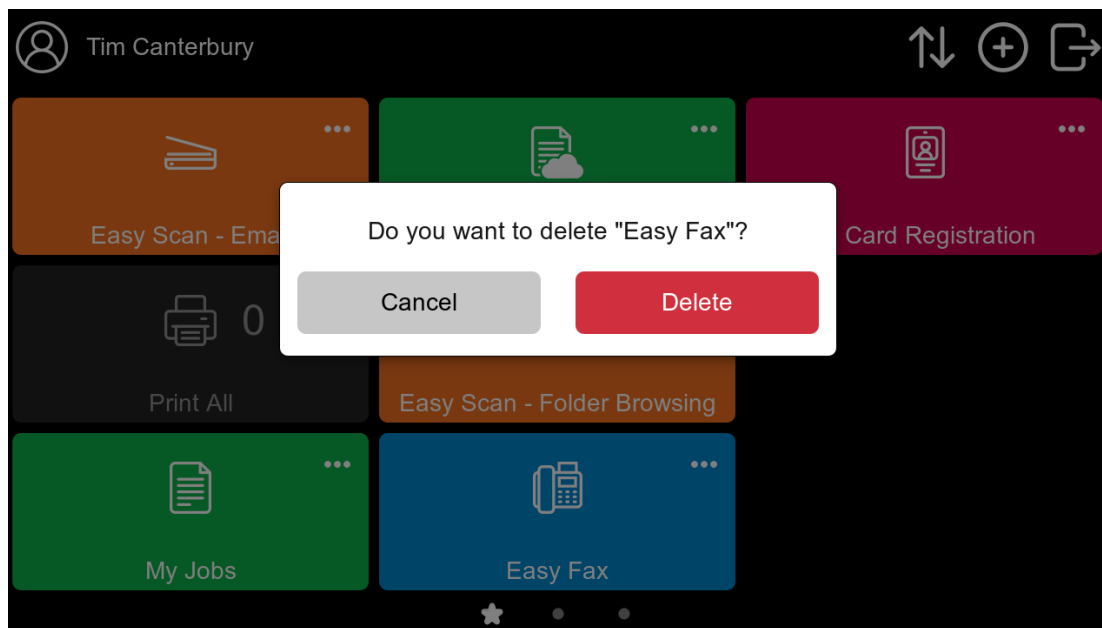 Tim Canterbury
Easy Scan - Ema
Card Registration
Do you want to delete "Easy Fax"?
Cancel
Delete
0
Print All
Easy Scan - Folder Browsing
My Jobs
Easy Fax